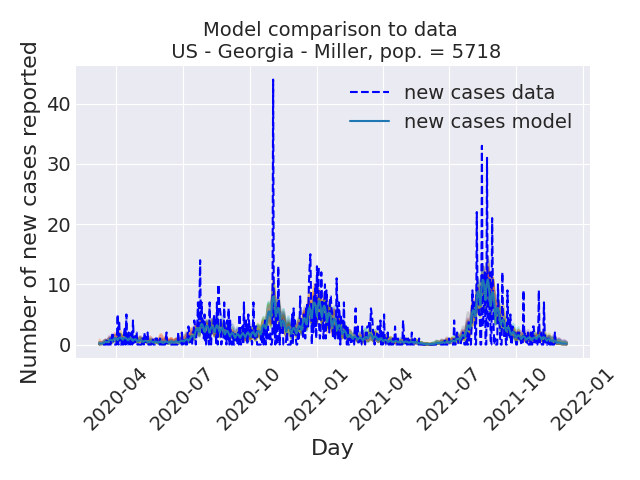 Model comparison to data
US - Georgia - Miller, pop. = 5718
Number of new cases reported
40
30
20
10
0
new cases data
new cases model
2020-04
2020-07
2020-10
2021-01
2021-04
2021-07
2021-10
2022-01
Day